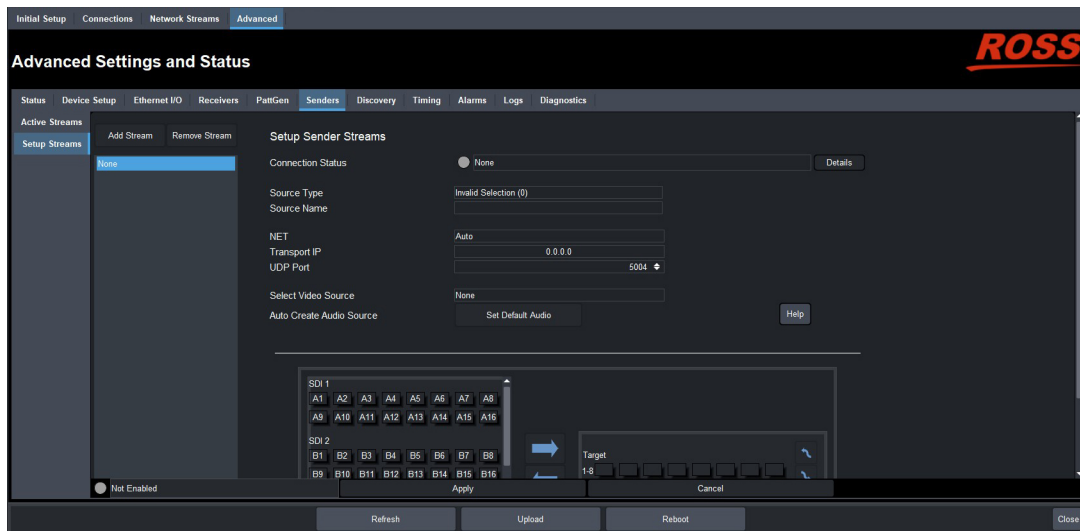 Initial Setup Connections Network Streams Advanced
ROSS
Advanced Settings and Status
Status Device Setup Ethernet I/O Receivers PattGen Senders Discovery Timing Alarms Logs Diagnostics
Active Streams
Setup Streams
Add Stream Remove Stream
None
Setup Sender Streams
Connection Status None Details
Source Type Invalid Selection (0)
Source Name
NET Auto
Transport IP 0.0.0.0
UDP Port 5004
Select Video Source None
Auto Create Audio Source Set Default Audio Help
SDI 1
A1 A2 A3 A4 A5 A6 A7 A8
A9 A10 A11 A12 A13 A14 A15 A16
SDI 2
B1 B2 B3 B4 B5 B6 B7 B8
B9 B10 B11 B12 B13 B14 B15 B16
Target
1-8
Not Enabled Apply Cancel
Refresh Upload Reboot Close